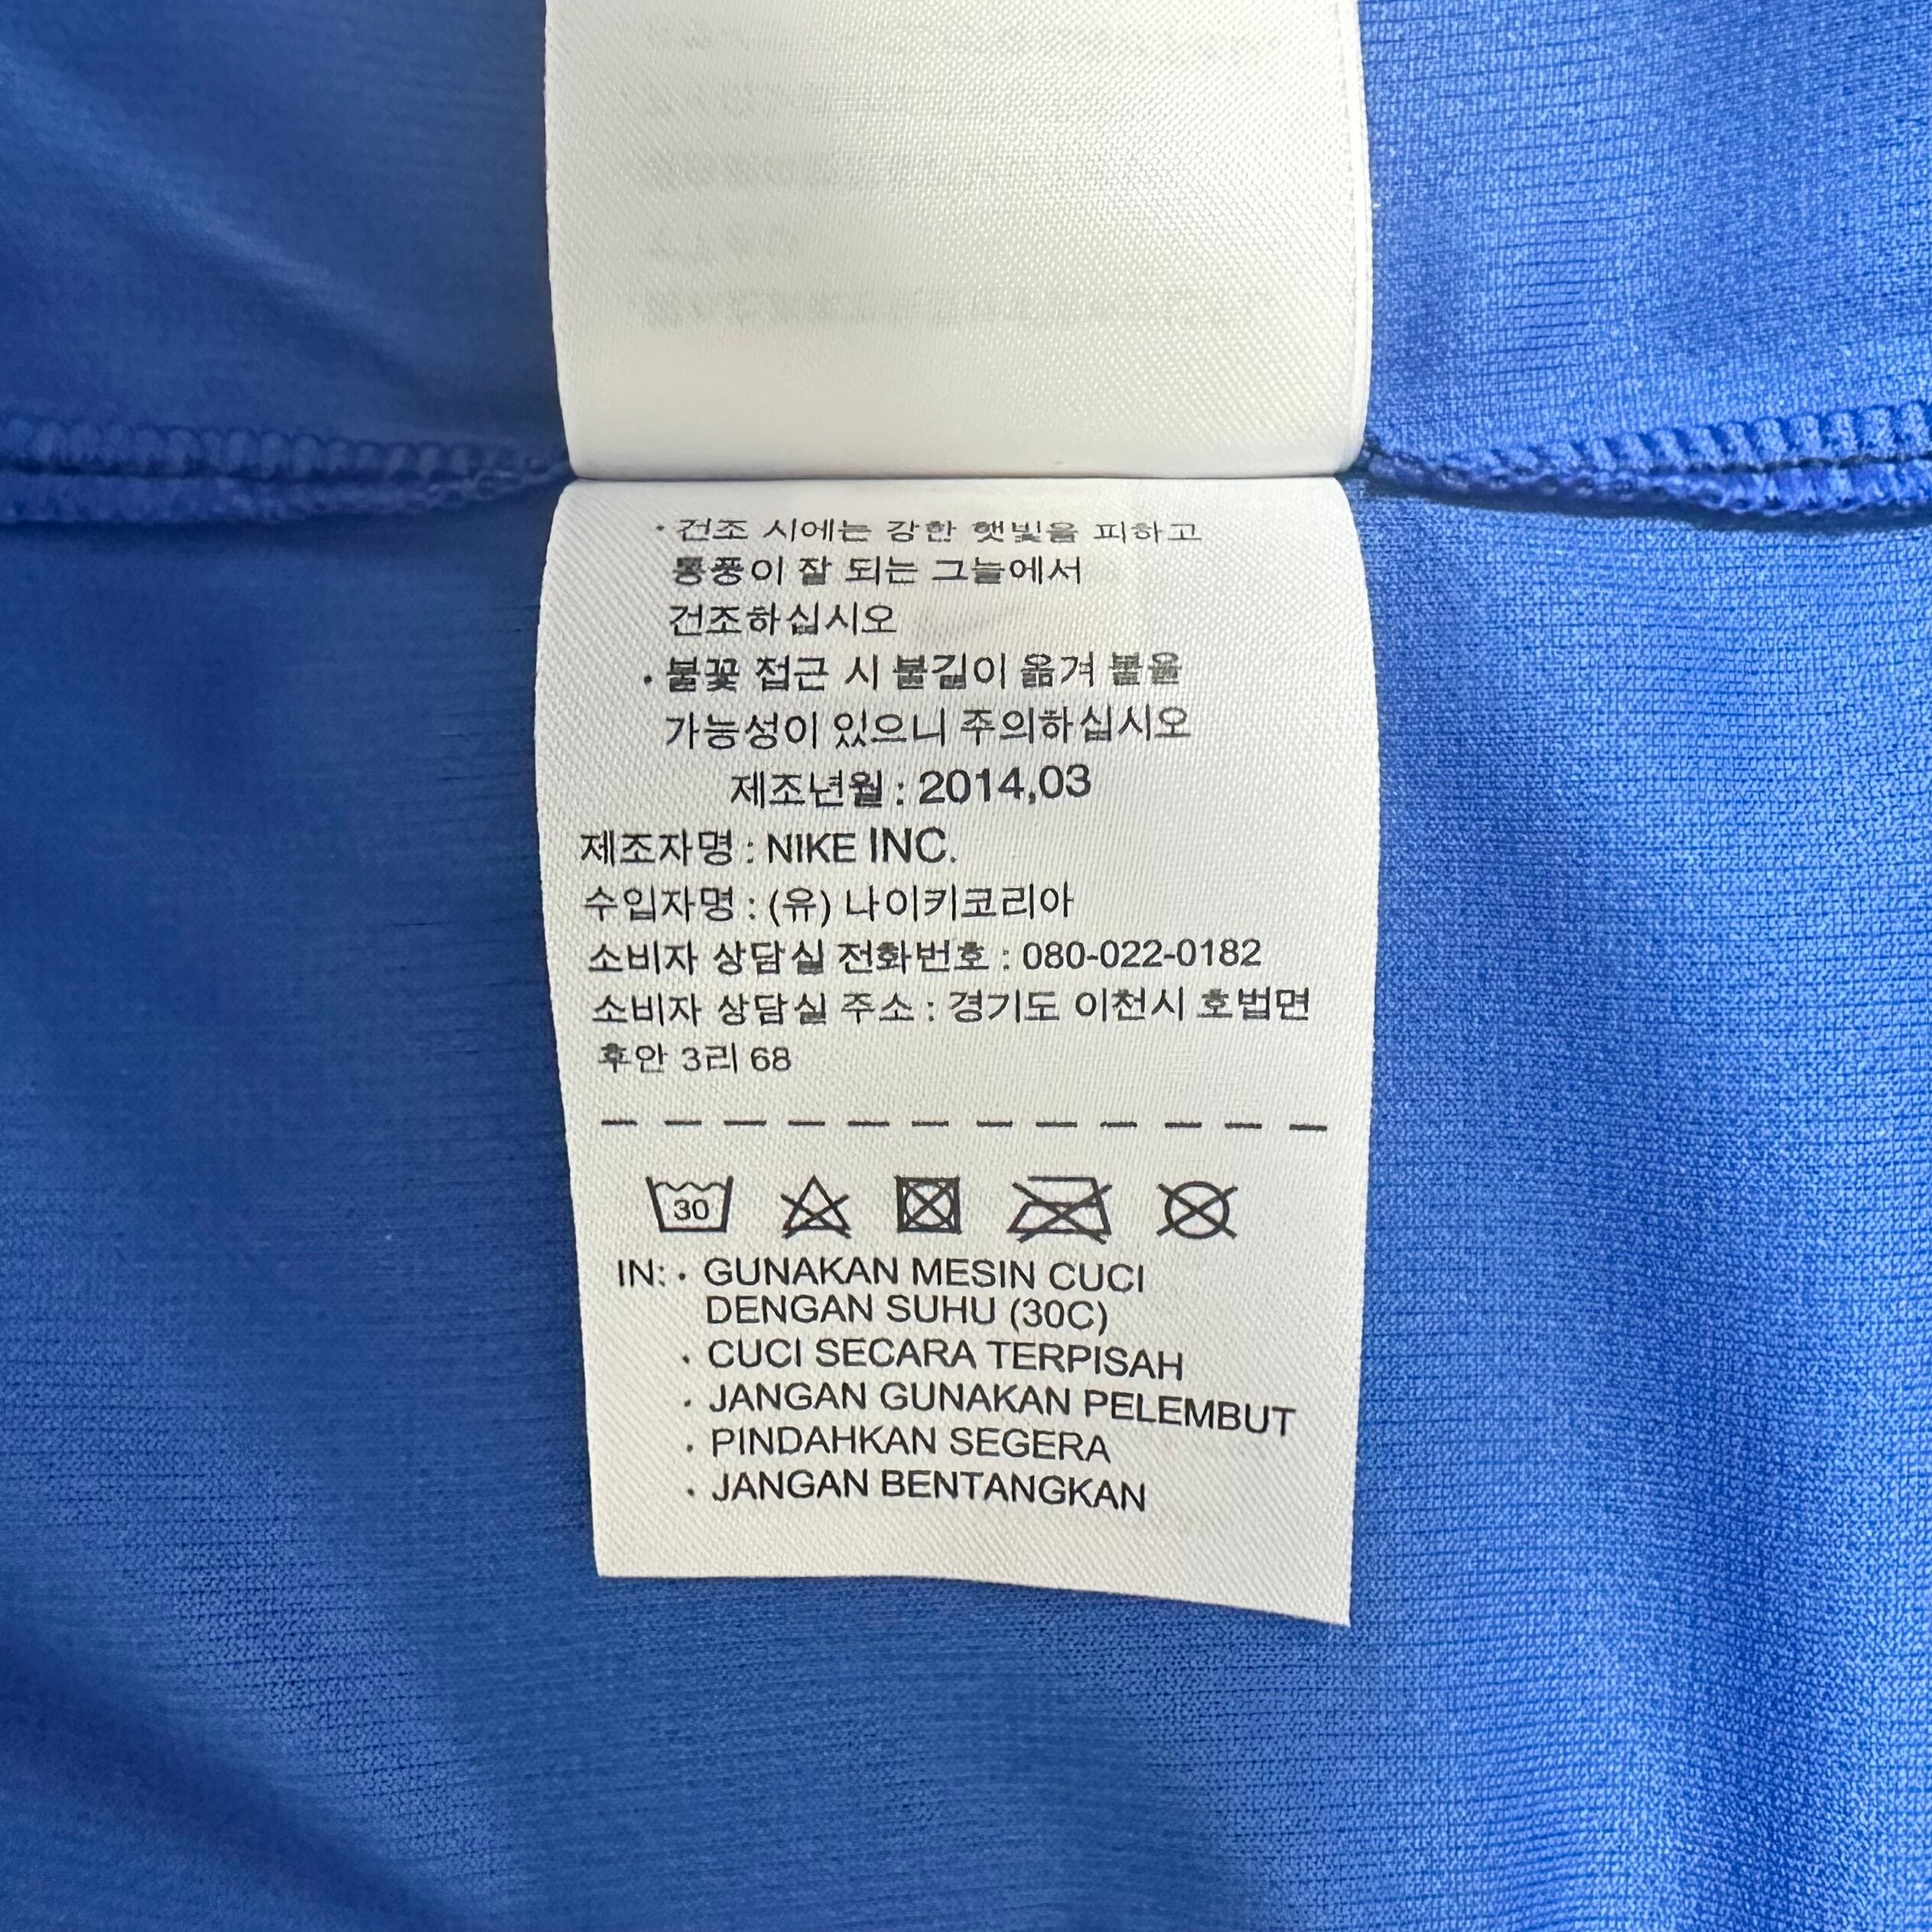 · 건조 시에는 강한 햇빛을 피하고
통풍이 잘 되는 그늘에서
건조하십시오
· 불꽃 접근 시 불길이 옮겨 붙을
가능성이 있으니 주의하십시오
제조년월 : 2014,03
제조자명 : NIKE INC.
수입자명 : (유) 나이키코리아
소비자 상담실 전화번호 : 080-022-0182
소비자 상담실 주소 : 경기도 이천시 호법면
후안 3리 68
30
IN: · GUNAKAN MESIN CUCI
DENGAN SUHU (30C)
· CUCI SECARA TERPISAH
· JANGAN GUNAKAN PELEMBUT
· PINDAHKAN SEGERA
· JANGAN BENTANGKAN